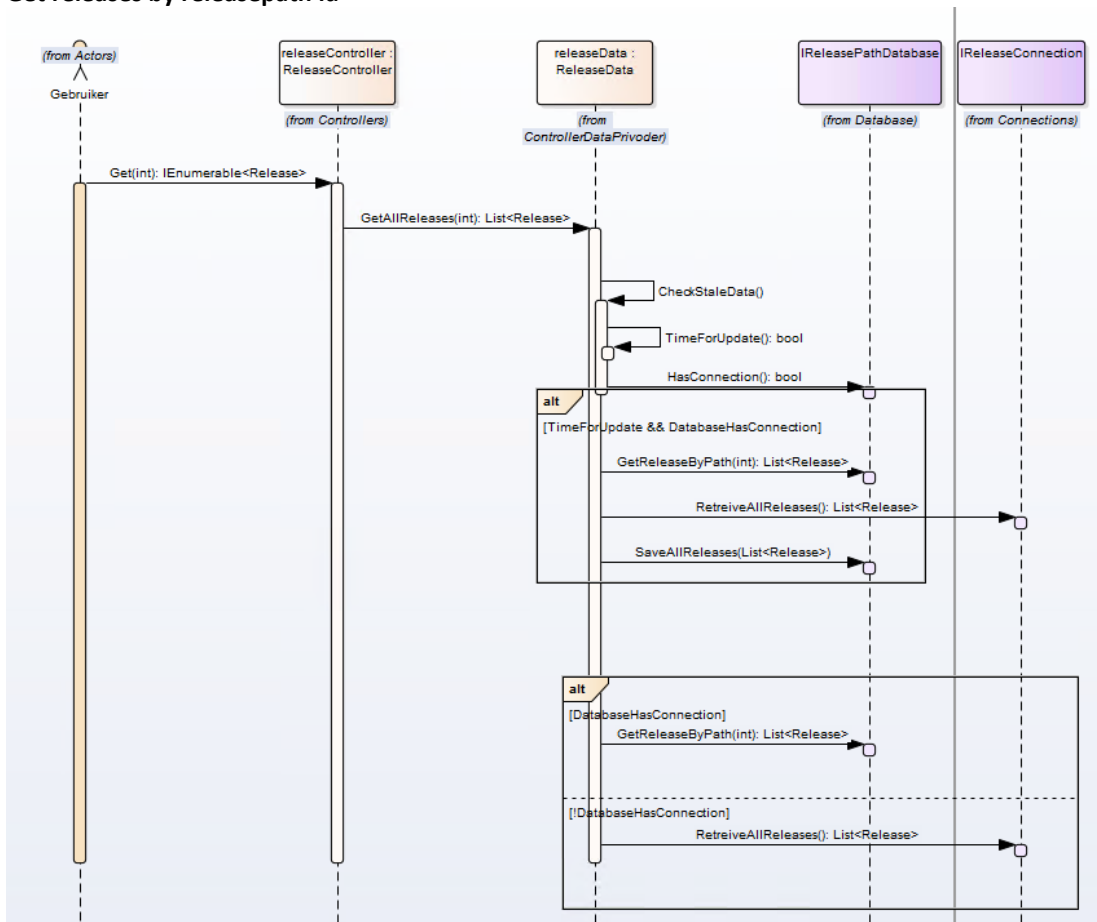 Get releases by releasepath id
(from Actors)
Gebruiker
releaseController :
ReleaseController
(from Controllers)
releaseData :
ReleaseData
(from
ControllerDataPrivoder)
IReleasePathDatabase
(from Database)
IReleaseConnection
(from Connections)
Get(int): IEnumerable<Release>
GetAllReleases(int): List<Release>
CheckStaleData()
TimeForUpdate(): bool
HasConnection(): bool
alt
[TimeForUpdate && DatabaseHasConnection]
GetReleaseByPath(int): List<Release>
RetreiveAllReleases(): List<Release>
SaveAllReleases(List<Release>)
alt
[DatabaseHasConnection]
GetReleaseByPath(int): List<Release>
[!DatabaseHasConnection]
RetreiveAllReleases(): List<Release>